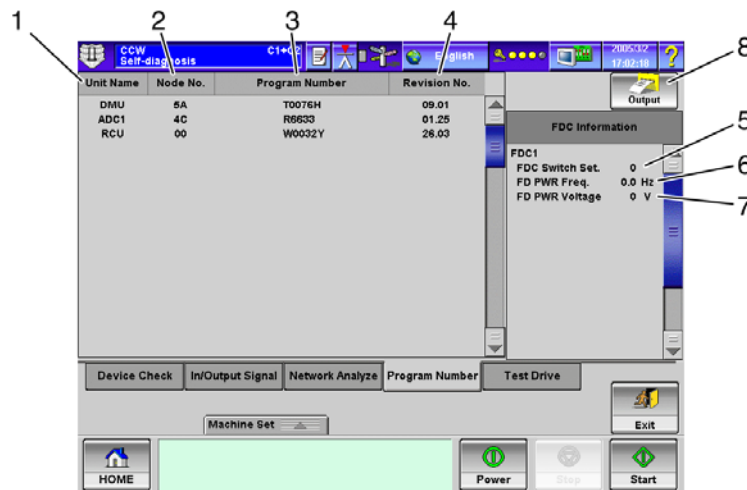 1 2 3 4
CCW C1+C2 English 2005/3/2
Self-diagnosis 17:02:18 ?
8
Unit Name Node No. Program Number Revision No.
Output
DMU 5A T0076H 09.01
ADC1 4C R6633 01.25
RCU 00 W0032Y 26.03
FDC Information
5
FDC1
FDC Switch Set. 0
6
FD PWR Freq. 0.0 Hz
FD PWR Voltage 0 V
7
Device Check In/Output Signal Network Analyze Program Number Test Drive
Machine Set
Exit
HOME Power Stop Start